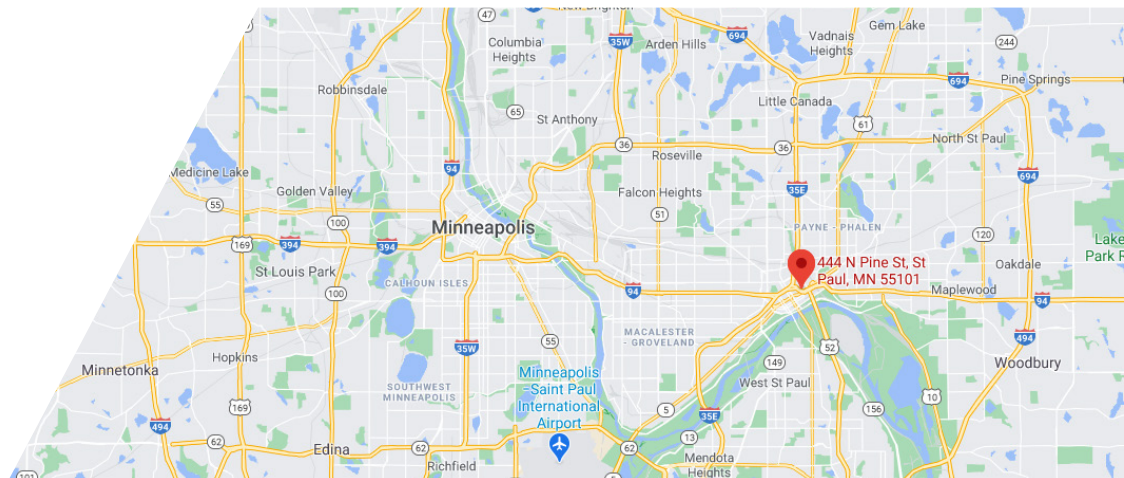 47
New Brighton
35W
694
Gem Lake
Columbia
Heights
Arden Hills
Vadnais
Heights
244
694
Pine Springs
Robbinsdale
Little Canada
65
St Anthony
61
36
36
North St Paul
Roseville
94
Medicine Lake
Golden Valley
Falcon Heights
35E
694
55
100
51
Minneapolis
PAYNE - PHALEN
120
169
394
394
St Louis Park
444 N Pine St, St
Paul, MN 55101
Oakdale
Lake
Park
CALHOUN ISLES
100
94
Maplewood
94
MACALESTER
- GROVELAND
55
35W
52
494
Hopkins
149
Woodbury
Minnetonka
Minneapolis
-Saint Paul
International
Airport
West St Paul
SOUTHWEST
MINNEAPOLIS
169
5
35E
156
10
494
62
Edina
62
62
13
Richfield
Mendota
Heights
101
5